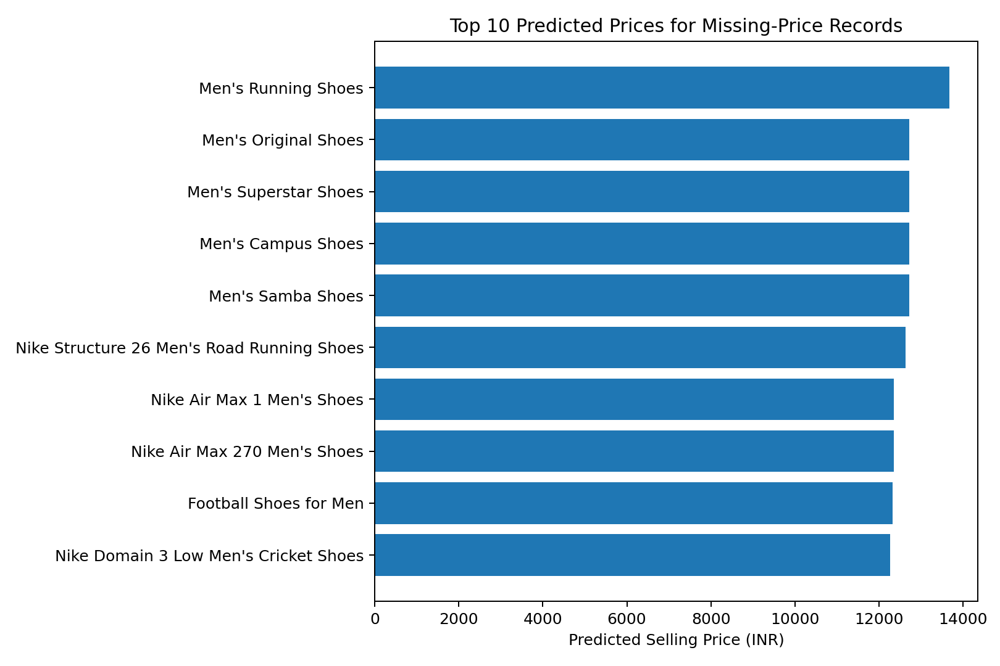 Top 10 Predicted Prices for Missing-Price Records
Men's Running Shoes
Men's Original Shoes
Men's Superstar Shoes
Men's Campus Shoes
Men's Samba Shoes
Nike Structure 26 Men's Road Running Shoes
Nike Air Max 1 Men's Shoes
Nike Air Max 270 Men's Shoes
Football Shoes for Men
Nike Domain 3 Low Men's Cricket Shoes
0 2000 4000 6000 8000 10000 12000 14000
Predicted Selling Price (INR)